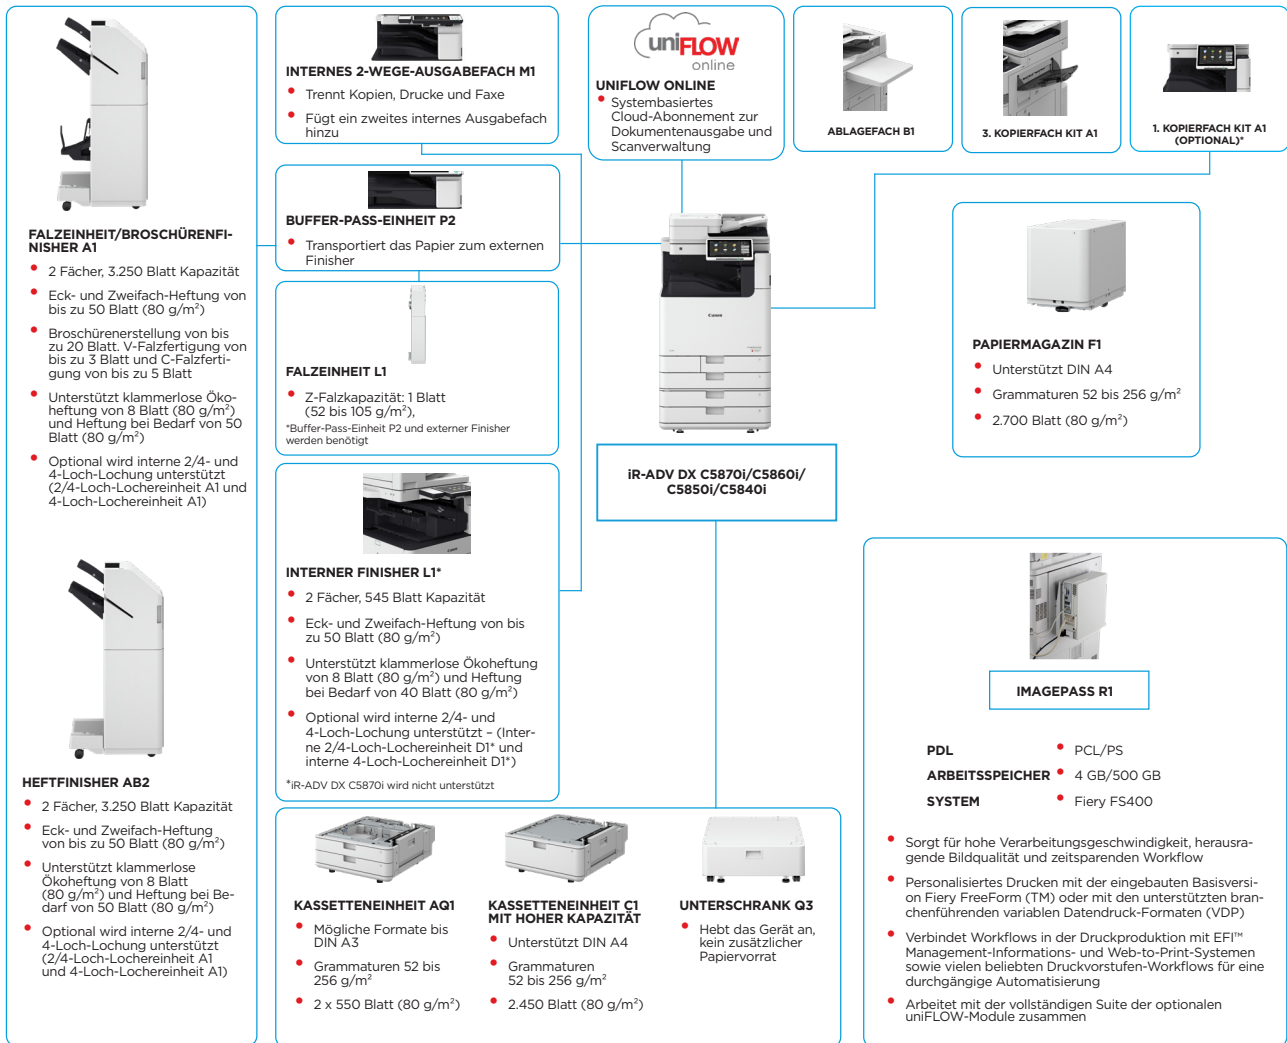 FALZEINHEIT/BROSCHÜRENFI-
NISHER A1
• 2 Fächer, 3.250 Blatt Kapazität
• Eck- und Zweifach-Heftung von
bis zu 50 Blatt (80 g/m²)
• Broschürenerstellung von bis
zu 20 Blatt. V-Falzfertigung von
bis zu 3 Blatt und C-Falzferti-
gung von bis zu 5 Blatt
• Unterstützt klammerlose Öko-
heftung von 8 Blatt (80 g/m²)
und Heftung bei Bedarf von 50
Blatt (80 g/m²)
• Optional wird interne 2/4- und
4-Loch-Lochung unterstützt
(2/4-Loch-Lochereinheit A1 und
4-Loch-Lochereinheit A1)
HEFTFINISHER AB2
• 2 Fächer, 3.250 Blatt Kapazität
• Eck- und Zweifach-Heftung
von bis zu 50 Blatt (80 g/m²)
• Unterstützt klammerlose
Ökoheftung von 8 Blatt
(80 g/m²) und Heftung bei Be-
darf von 50 Blatt (80 g/m²)
• Optional wird interne 2/4- und
4-Loch-Lochung unterstützt
(2/4-Loch-Lochereinheit A1
und 4-Loch-Lochereinheit A1)
INTERNES 2-WEGE-AUSGABEFACH M1
• Trennt Kopien, Drucke und Faxe
• Fügt ein zweites internes Ausgabefach
hinzu
BUFFER-PASS-EINHEIT P2
• Transportiert das Papier zum externen
Finisher
FALZEINHEIT L1
• Z-Falzkapazität: 1 Blatt
(52 bis 105 g/m²),
*Buffer-Pass-Einheit P2 und externer Finisher
werden benötigt
INTERNER FINISHER L1*
• 2 Fächer, 545 Blatt Kapazität
• Eck- und Zweifach-Heftung von bis
zu 50 Blatt (80 g/m²)
• Unterstützt klammerlose Ökoheftung
von 8 Blatt (80 g/m²) und Heftung
bei Bedarf von 40 Blatt (80 g/m²)
• Optional wird interne 2/4- und
4-Loch-Lochung unterstützt – (Inter-
ne 2/4-Loch-Lochereinheit D1* und
interne 4-Loch-Lochereinheit D1*)
*iR-ADV DX C5870i wird nicht unterstützt
uniFLOW
online
UNIFLOW ONLINE
• Systembasiertes
Cloud-Abonnement zur
Dokumentenausgabe und
Scanverwaltung
ABLAGEFACH B1
3. KOPIERFACH KIT A1
1. KOPIERFACH KIT A1
(OPTIONAL)*
Canon
iR-ADV DX C5870i/C5860i/
C5850i/C5840i
PAPIERMAGAZIN F1
• Unterstützt DIN A4
• Grammaturen 52 bis 256 g/m²
• 2.700 Blatt (80 g/m²)
KASSETTENEINHEIT AQ1
• Mögliche Formate bis
DIN A3
• Grammaturen 52 bis
256 g/m²
• 2 x 550 Blatt (80 g/m²)
KASSETTENEINHEIT C1
MIT HOHER KAPAZITÄT
• Unterstützt DIN A4
• Grammaturen
52 bis 256 g/m²
• 2.450 Blatt (80 g/m²)
UNTERSCHRANK Q3
• Hebt das Gerät an,
kein zusätzlicher
Papiervorrat
IMAGEPASS R1
PDL • PCL/PS
ARBEITSSPEICHER • 4 GB/500 GB
SYSTEM • Fiery FS400
• Sorgt für hohe Verarbeitungsgeschwindigkeit, herausra-
gende Bildqualität und zeitsparenden Workflow
• Personalisiertes Drucken mit der eingebauten Basisversi-
on Fiery FreeForm (TM) oder mit den unterstützten bran-
chenführenden variablen Datendruck-Formaten (VDP)
• Verbindet Workflows in der Druckproduktion mit EFI™
Management-Informations- und Web-to-Print-Systemen
sowie vielen beliebten Druckvorstufen-Workflows für eine
durchgängige Automatisierung
• Arbeitet mit der vollständigen Suite der optionalen
uniFLOW-Module zusammen